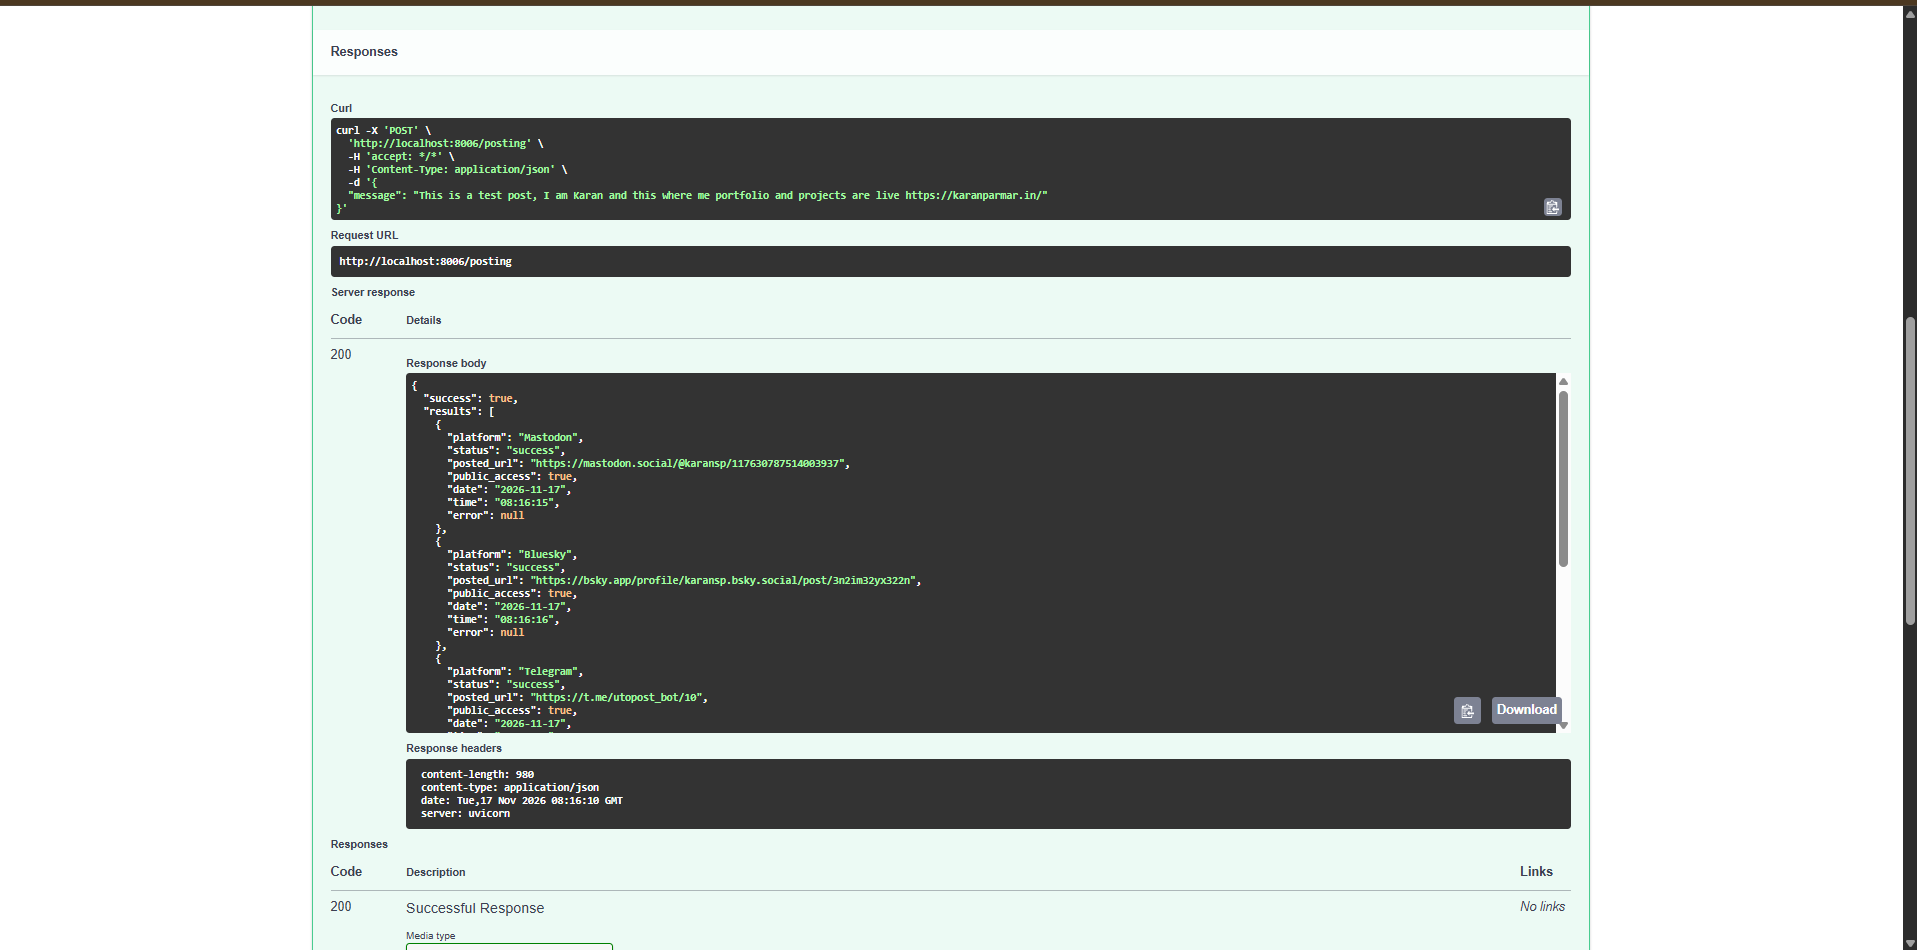 Responses
Curl
curl -X 'POST' \
  'http://localhost:8006/posting' \
  -H 'accept: */*' \
  -H 'Content-Type: application/json' \
  -d '{
  "message": "This is a test post, I am Karan and this where me portfolio and projects are live https://karanparmar.in/"
}'
Request URL
http://localhost:8006/posting
Server response
Code Details
200
Response body
{
  "success": true,
  "results": [
    {
      "platform": "Mastodon",
      "status": "success",
      "posted_url": "https://mastodon.social/@karansp/117630787514003937",
      "public_access": true,
      "date": "2026-11-17",
      "time": "08:16:15",
      "error": null
    },
    {
      "platform": "Bluesky",
      "status": "success",
      "posted_url": "https://bsky.app/profile/karansp.bsky.social/post/3n2im32yx322n",
      "public_access": true,
      "date": "2026-11-17",
      "time": "08:16:16",
      "error": null
    },
    {
      "platform": "Telegram",
      "status": "success",
      "posted_url": "https://t.me/utopost_bot/10",
      "public_access": true,
      "date": "2026-11-17",
Download
Response headers
content-length: 980
content-type: application/json
date: Tue,17 Nov 2026 08:16:10 GMT
server: uvicorn
Responses
Code Description Links
200 Successful Response No links
Media type